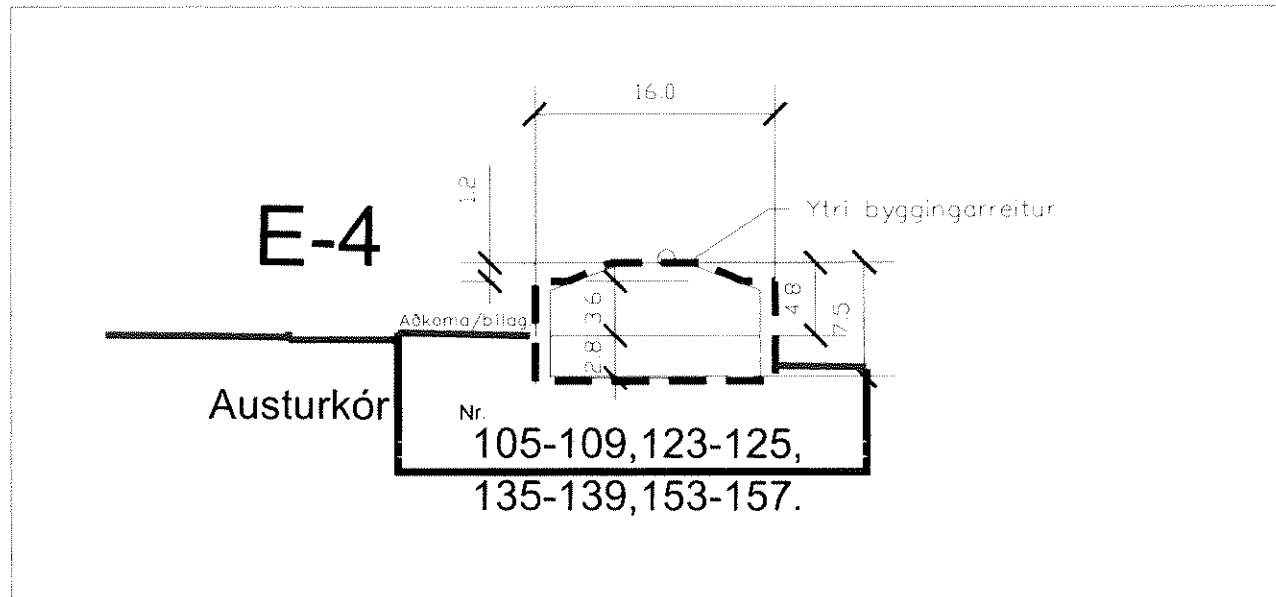 16.0
1.2
E-4
Ytri byggingarreitur
3.6
4.8
7.5
Aðkoma/bílag.
2.8
Austurkór
Nr.
105-109,123-125,
135-139,153-157.